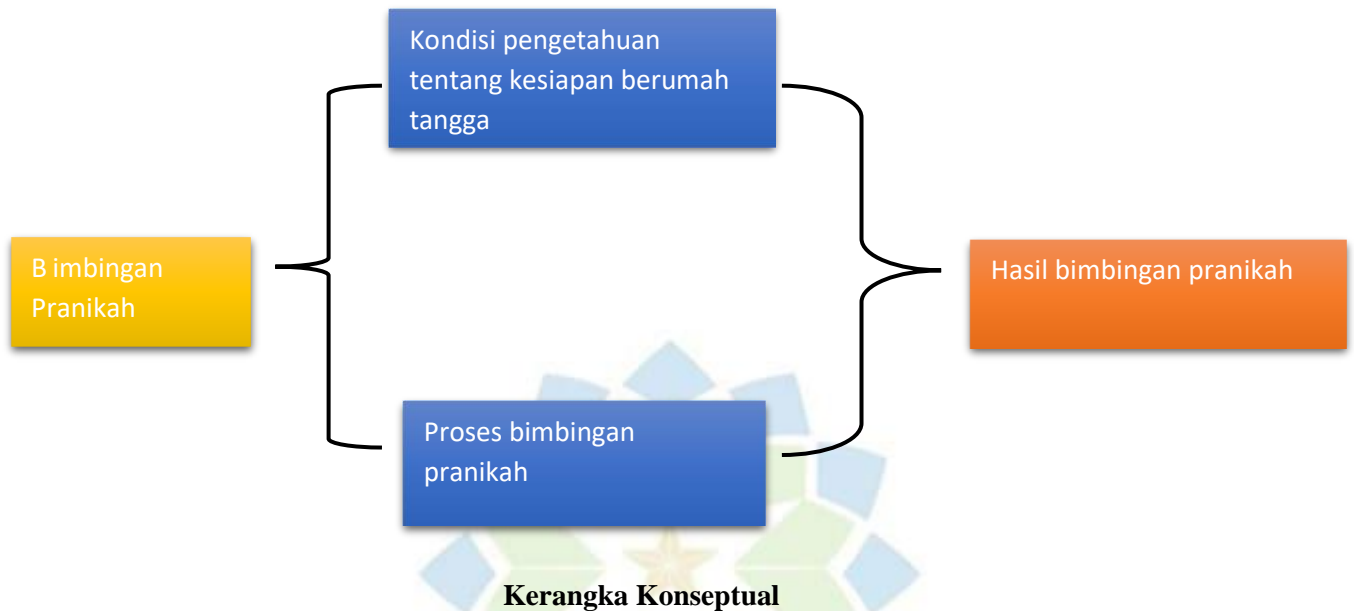 Kondisi pengetahuan
tentang kesiapan berumah
tangga
B imbingan
Pranikah
Hasil bimbingan pranikah
Proses bimbingan
pranikah
Kerangka Konseptual